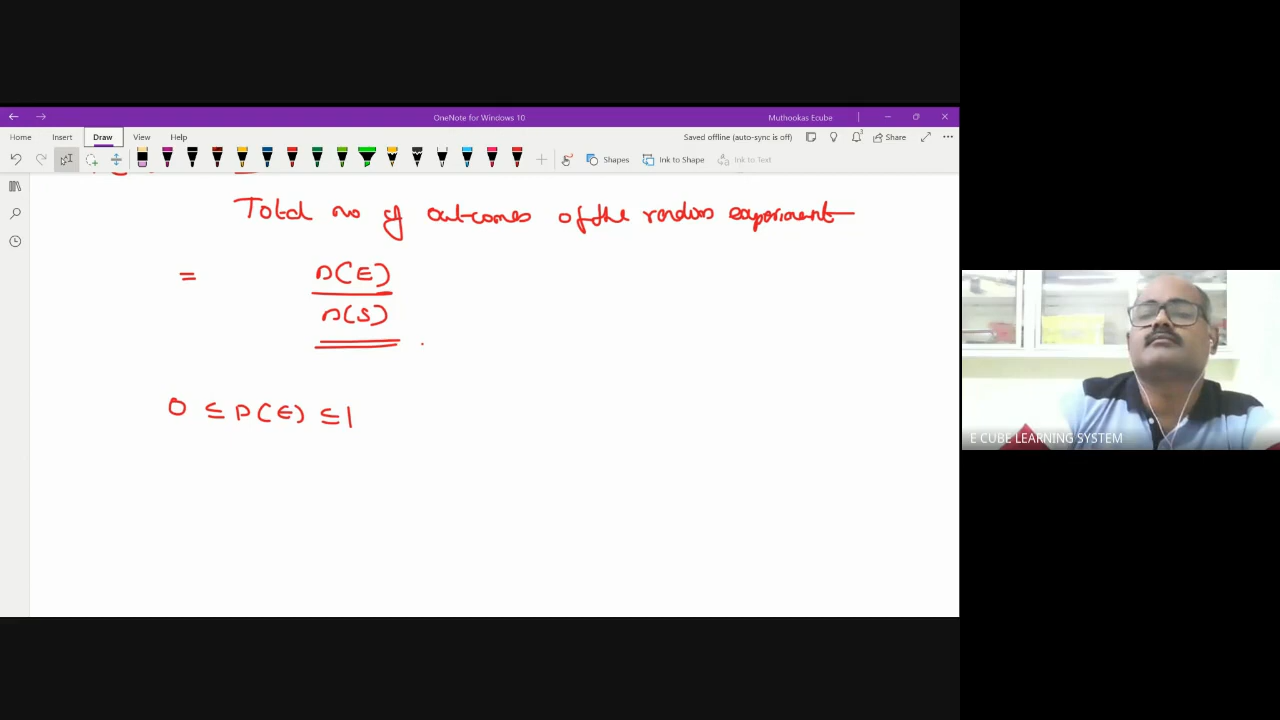 OneNote for Windows 10
Muthookas Ecube
Home Insert Draw View Help
Saved offline (auto-sync is off)
3
Share
Shapes
Ink to Shape
Ink to Text
Total no of outcomes of the random experiment
= n(E)
n(S)
0 ≤ P(E) ≤ 1
E CUBE LEARNING SYSTEM